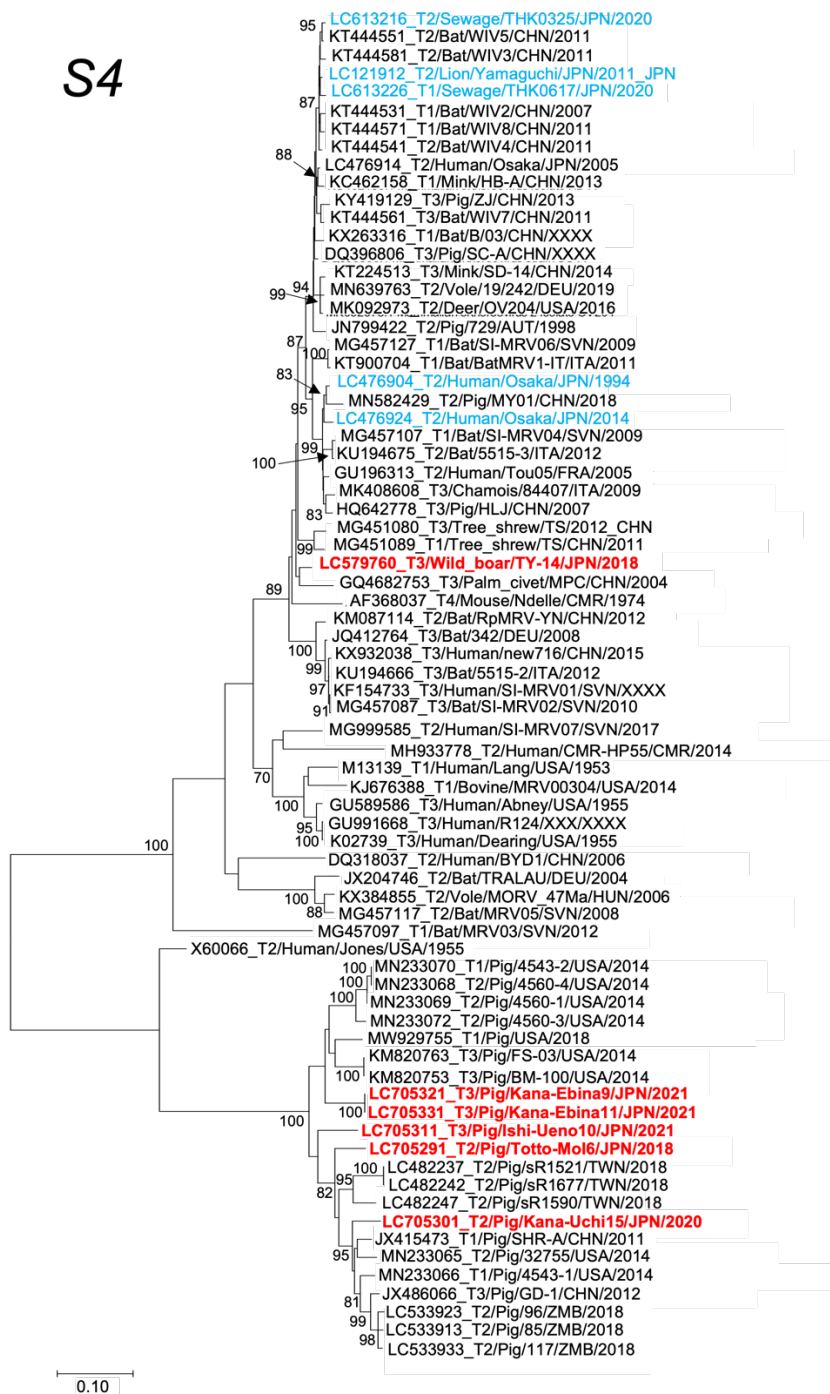 S4
95
LC613216_T2/Sewage/THK0325/JPN/2020
KT444551_T2/Bat/WIV5/CHN/2011
KT444581_T2/Bat/WIV3/CHN/2011
LC121912_T2/Lion/Yamaguchi/JPN/2011_JPN
LC613226_T1/Sewage/THK0617/JPN/2020
87
KT444531_T1/Bat/WIV2/CHN/2007
KT444571_T1/Bat/WIV8/CHN/2011
KT444541_T2/Bat/WIV4/CHN/2011
88
LC476914_T2/Human/Osaka/JPN/2005
KC462158_T1/Mink/HB-A/CHN/2013
KY419129_T3/Pig/ZJ/CHN/2013
KT444561_T3/Bat/WIV7/CHN/2011
KX263316_T1/Bat/B/03/CHN/XXXX
DQ396806_T3/Pig/SC-A/CHN/XXXX
KT224513_T3/Mink/SD-14/CHN/2014
94
MN639763_T2/Vole/19/242/DEU/2019
99
MK092973_T2/Deer/OV204/USA/2016
JN799422_T2/Pig/729/AUT/1998
87
MG457127_T1/Bat/SI-MRV06/SVN/2009
100
KT900704_T1/Bat/BatMRV1-IT/ITA/2011
83
LC476904_T2/Human/Osaka/JPN/1994
MN582429_T2/Pig/MY01/CHN/2018
95
LC476924_T2/Human/Osaka/JPN/2014
MG457107_T1/Bat/SI-MRV04/SVN/2009
99
KU194675_T2/Bat/5515-3/ITA/2012
100
GU196313_T2/Human/Tou05/FRA/2005
MK408608_T3/Chamois/84407/ITA/2009
HQ642778_T3/Pig/HLJ/CHN/2007
83
MG451080_T3/Tree_shrew/TS/2012_CHN
MG451089_T1/Tree_shrew/TS/CHN/2011
99
LC579760_T3/Wild_boar/TY-14/JPN/2018
GQ4682753_T3/Palm_civet/MPC/CHN/2004
89
AF368037_T4/Mouse/Ndelle/CMR/1974
KM087114_T2/Bat/RpMRV-YN/CHN/2012
JQ412764_T3/Bat/342/DEU/2008
100
KX932038_T3/Human/new716/CHN/2015
99
KU194666_T3/Bat/5515-2/ITA/2012
97
KF154733_T3/Human/SI-MRV01/SVN/XXXX
91
MG457087_T3/Bat/SI-MRV02/SVN/2010
MG999585_T2/Human/SI-MRV07/SVN/2017
MH933778_T2/Human/CMR-HP55/CMR/2014
70
M13139_T1/Human/Lang/USA/1953
KJ676388_T1/Bovine/MRV00304/USA/2014
100
GU589586_T3/Human/Abney/USA/1955
95
GU991668_T3/Human/R124/XXX/XXXX
100
K02739_T3/Human/Dearing/USA/1955
100
DQ318037_T2/Human/BYD1/CHN/2006
JX204746_T2/Bat/TRALAU/DEU/2004
100
KX384855_T2/Vole/MORV_47Ma/HUN/2006
88
MG457117_T2/Bat/MRV05/SVN/2008
MG457097_T1/Bat/MRV03/SVN/2012
X60066_T2/Human/Jones/USA/1955
100
MN233070_T1/Pig/4543-2/USA/2014
100
MN233068_T2/Pig/4560-4/USA/2014
100
MN233069_T2/Pig/4560-1/USA/2014
MN233072_T2/Pig/4560-3/USA/2014
MW929755_T1/Pig/USA/2018
KM820763_T3/Pig/FS-03/USA/2014
100
KM820753_T3/Pig/BM-100/USA/2014
LC705321_T3/Pig/Kana-Ebina9/JPN/2021
100
LC705331_T3/Pig/Kana-Ebina11/JPN/2021
100
LC705311_T3/Pig/Ishi-Ueno10/JPN/2021
LC705291_T2/Pig/Totto-Mol6/JPN/2018
100
LC482237_T2/Pig/sR1521/TWN/2018
95
LC482242_T2/Pig/sR1677/TWN/2018
82
LC482247_T2/Pig/sR1590/TWN/2018
LC705301_T2/Pig/Kana-Uchi15/JPN/2020
JX415473_T1/Pig/SHR-A/CHN/2011
95
MN233065_T2/Pig/32755/USA/2014
MN233066_T1/Pig/4543-1/USA/2014
81
JX486066_T3/Pig/GD-1/CHN/2012
LC533923_T2/Pig/96/ZMB/2018
99
LC533913_T2/Pig/85/ZMB/2018
98
LC533933_T2/Pig/117/ZMB/2018
0.10